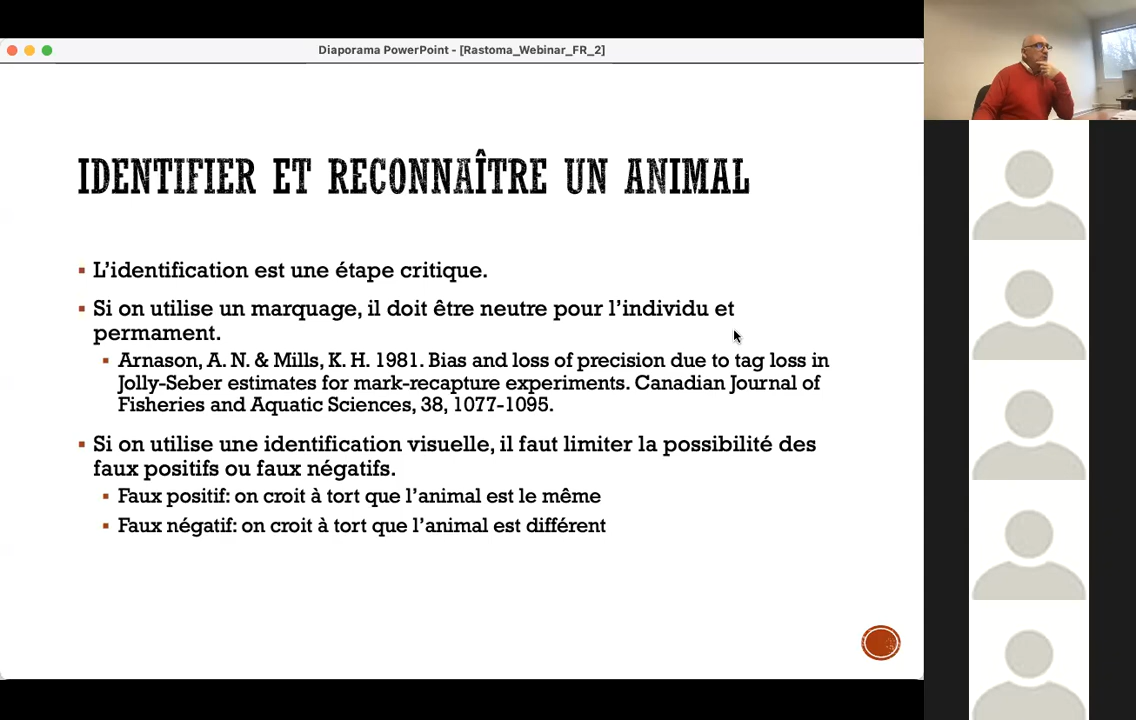 Diaporama PowerPoint - [Rastoma_Webinar_FR_2]
IDENTIFIER ET RECONNAÎTRE UN ANIMAL
▪ L’identification est une étape critique.
▪ Si on utilise un marquage, il doit être neutre pour l’individu et
permament.
▪ Arnason, A. N. & Mills, K. H. 1981. Bias and loss of precision due to tag loss in
Jolly-Seber estimates for mark-recapture experiments. Canadian Journal of
Fisheries and Aquatic Sciences, 38, 1077-1095.
▪ Si on utilise une identification visuelle, il faut limiter la possibilité des
faux positifs ou faux négatifs.
▪ Faux positif: on croit à tort que l’animal est le même
▪ Faux négatif: on croit à tort que l’animal est différent